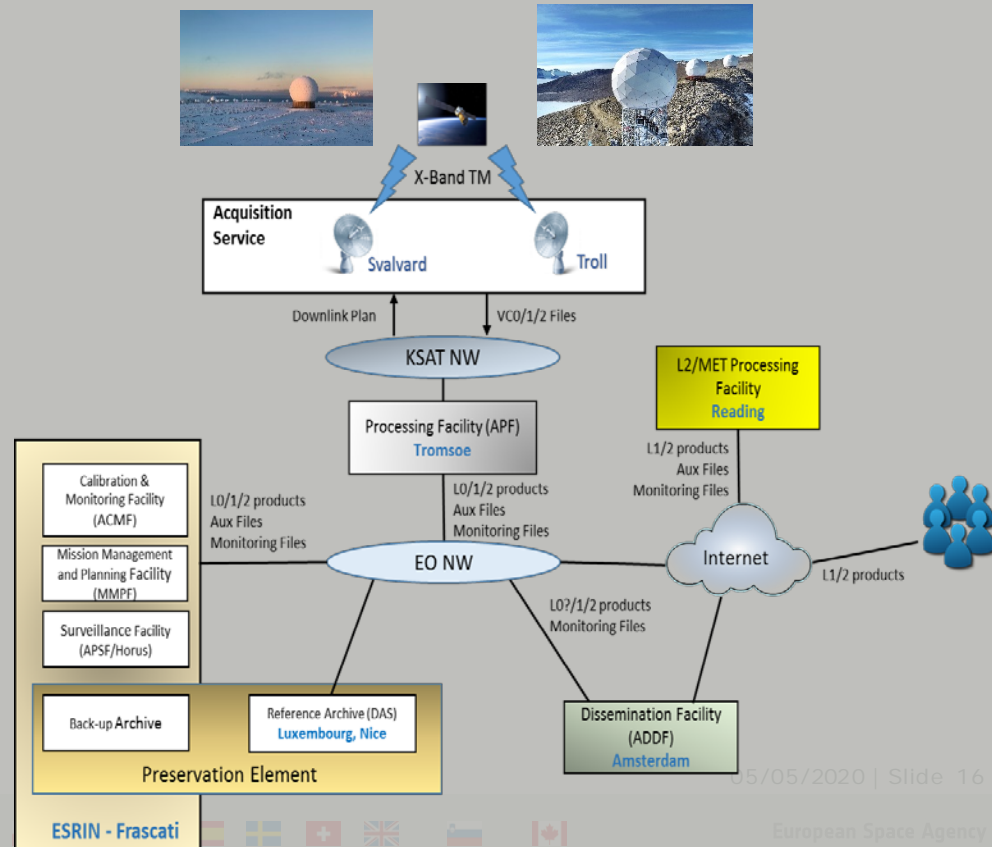 X-Band TM
Acquisition
Service
Svalvard
Troll
Downlink Plan
VC0/1/2 Files
KSAT NW
L2/MET Processing
Facility
Reading
Processing Facility (APF)
Tromsoe
L1/2 products
Aux Files
Monitoring Files
Calibration &
Monitoring Facility
(ACMF)
L0/1/2 products
Aux Files
Monitoring Files
L0/1/2 products
Aux Files
Monitoring Files
Mission Management
and Planning Facility
(MMPF)
EO NW
Internet
L1/2 products
L0?/1/2 products
Monitoring Files
Surveillance Facility
(APSF/Horus)
Back-up Archive
Reference Archive (DAS)
Luxembourg, Nice
Dissemination Facility
(ADDF)
Amsterdam
Preservation Element
05/05/2020 | Slide 16
ESRIN - Frascati
European Space Agency